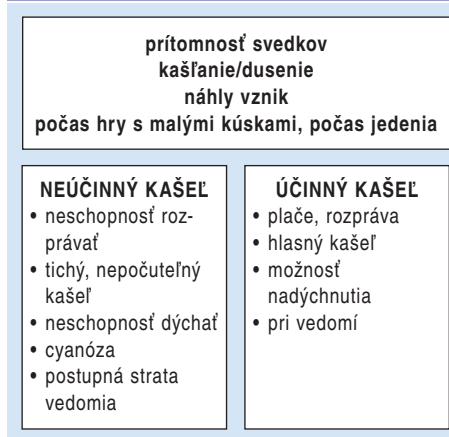 prítomnosť svedkov
kašľanie/dusenie
náhly vznik
počas hry s malými kúskami, počas jedenia
NEÚČINNÝ KAŠEĽ
• neschopnosť roz-
právať
• tichý, nepočuteľný
kašeľ
• neschopnosť dýchať
• cyanóza
• postupná strata
vedomia
ÚČINNÝ KAŠEĽ
• plače, rozpráva
• hlasný kašeľ
• možnosť
nadýchnutia
• pri vedomí